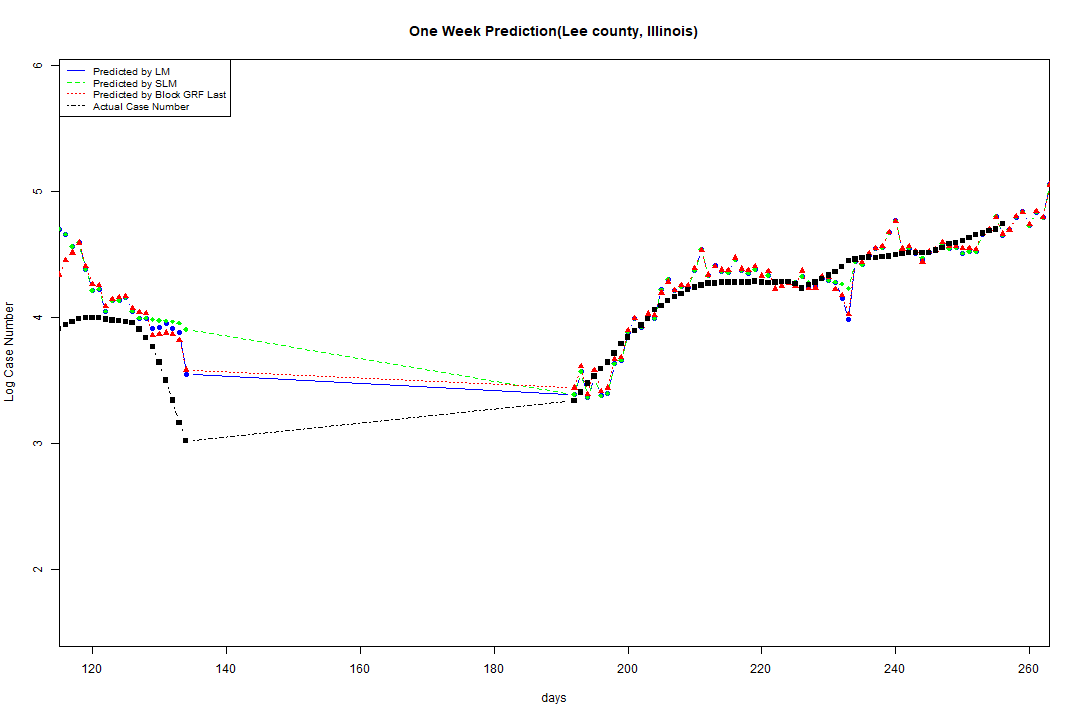 One Week Prediction(Lee county, Illinois)
Predicted by LM
Predicted by SLM
Predicted by Block GRF Last
Actual Case Number
Log Case Number
6
5
4
3
2
120 140 160 180 200 220 240 260
days